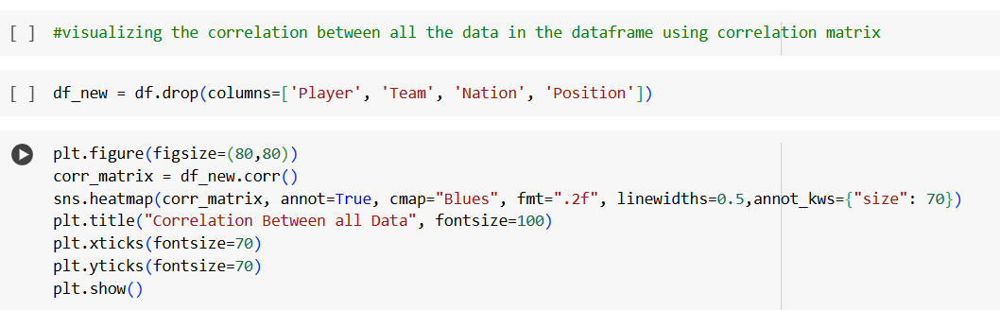 [ ] #visualizing the correlation between all the data in the dataframe using correlation matrix
[ ] df_new = df.drop(columns=['Player', 'Team', 'Nation', 'Position'])
plt.figure(figsize=(80,80))
corr_matrix = df_new.corr()
sns.heatmap(corr_matrix, annot=True, cmap="Blues", fmt=".2f", linewidths=0.5,annot_kws={"size": 70})
plt.title("Correlation Between all Data", fontsize=100)
plt.xticks(fontsize=70)
plt.yticks(fontsize=70)
plt.show()